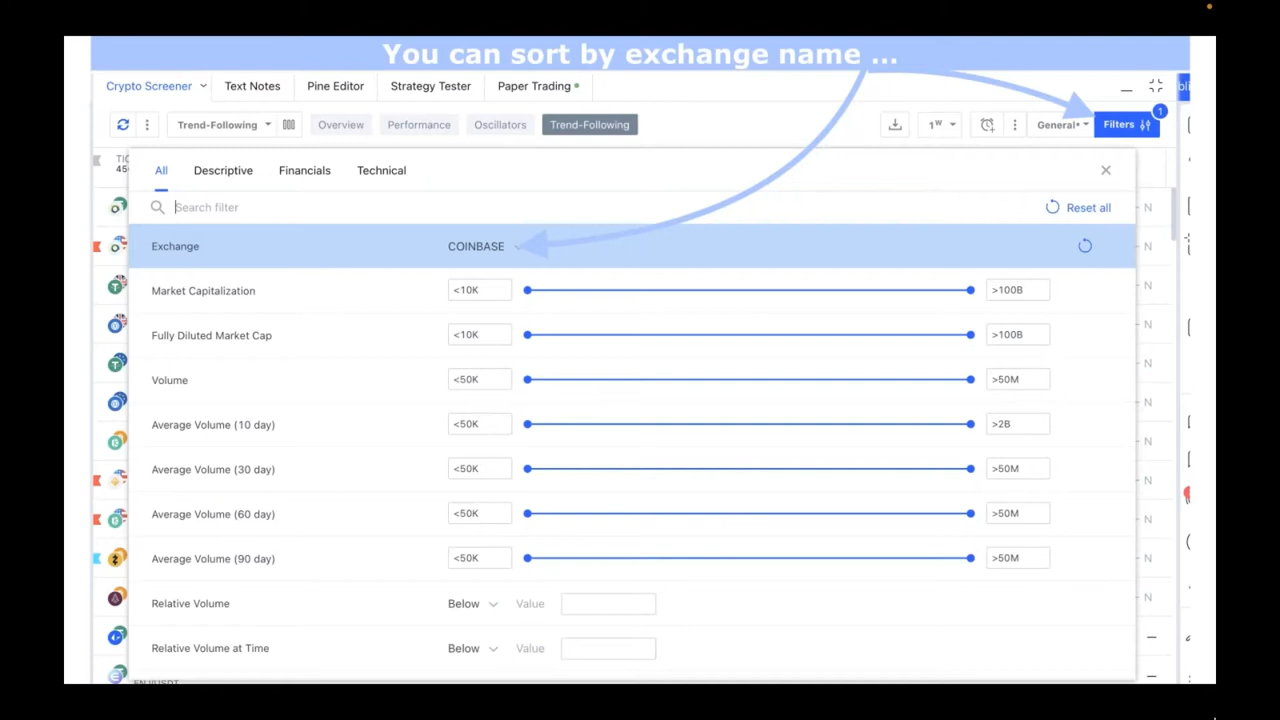 You can sort by exchange name ...
Crypto Screener Text Notes Pine Editor Strategy Tester Paper Trading
Trend-Following Overview Performance Oscillators Trend-Following 1W General* Filters 1
All Descriptive Financials Technical
Search filter Reset all N
Exchange COINBASE N
Market Capitalization <10K >100B N
Fully Diluted Market Cap <10K >100B N
Volume <50K >50M N
Average Volume (10 day) <50K >2B N
Average Volume (30 day) <50K >50M N
Average Volume (60 day) <50K >50M N
Average Volume (90 day) <50K >50M N
Relative Volume Below Value N
Relative Volume at Time Below Value